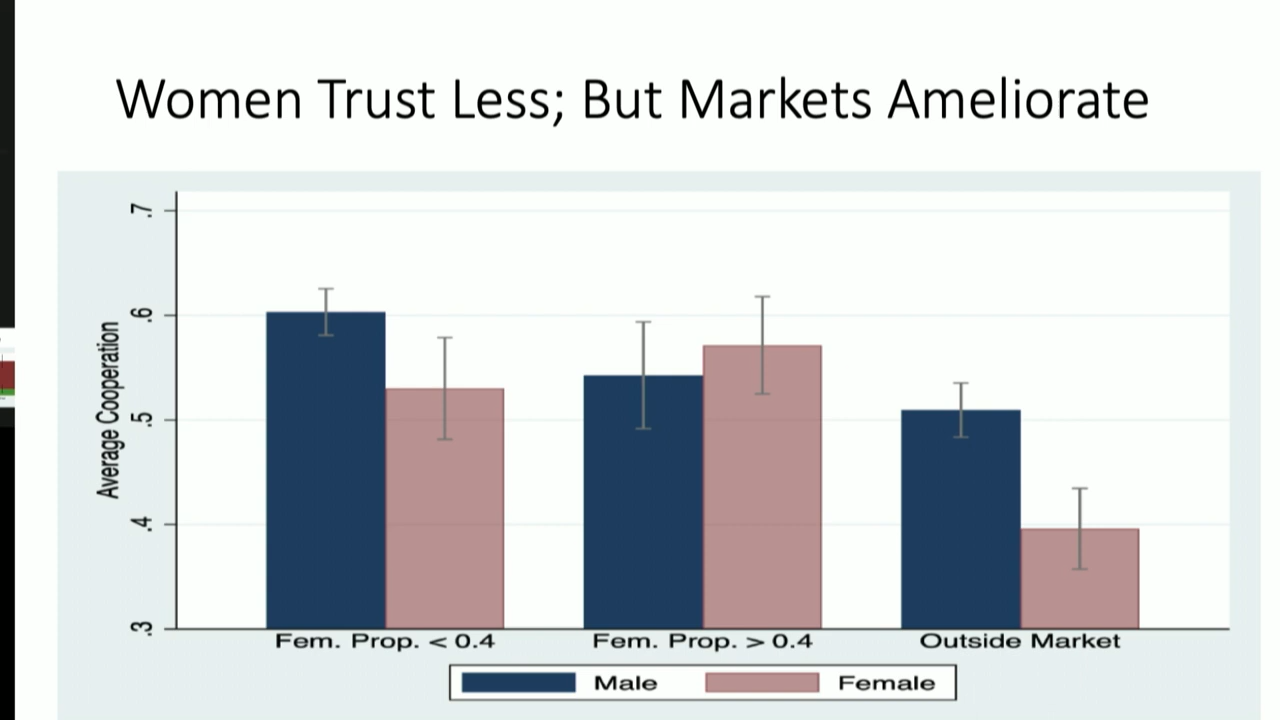 Women Trust Less; But Markets Ameliorate
Average Cooperation
.7
.6
.5
.4
.3
Fem. Prop. < 0.4
Fem. Prop. > 0.4
Outside Market
Male
Female